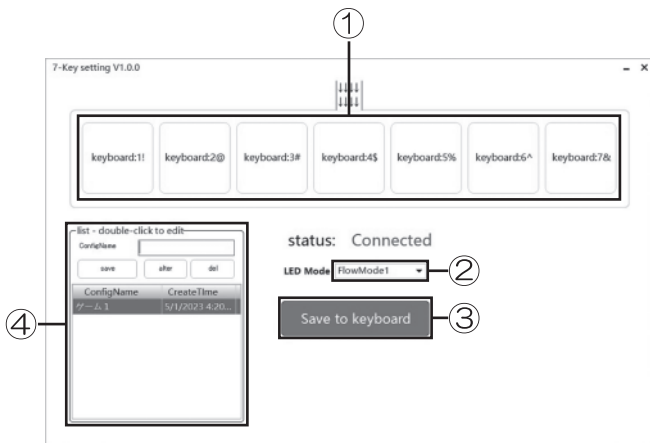 ①
7-Key setting V1.0.0
keyboard:1! keyboard:2@ keyboard:3# keyboard:4$ keyboard:5% keyboard:6^ keyboard:7&
list - double-click to edit
ConfigName
save alter del
ConfigName CreateTIme
ゲーム 1 5/1/2023 4:20...
④
status: Connected
LED Mode FlowMode1 ②
Save to keyboard ③